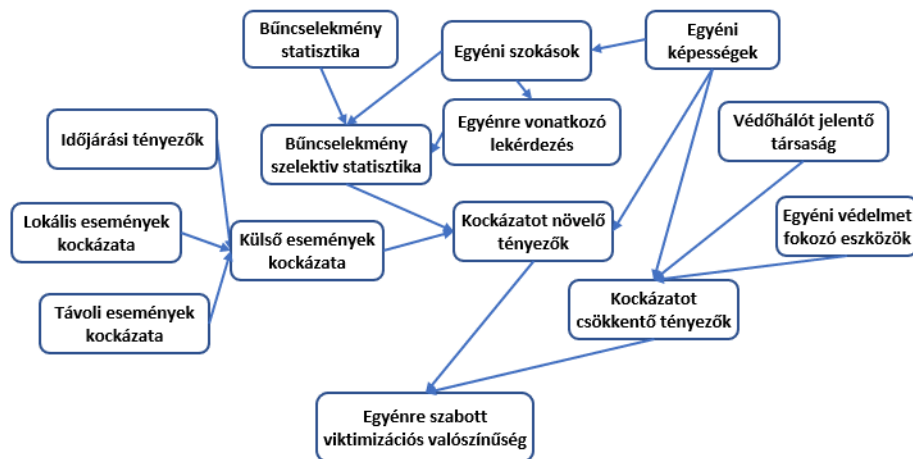 Bűncselekmény
statisztika
Egyéni szokások
Egyéni
képességek
Időjárási tényezők
Bűncselekmény
szelektiv statisztika
Egyénre vonatkozó
lekérdezés
Védőhálót jelentő
társaság
Lokális események
kockázata
Külső események
kockázata
Kockázatot növelő
tényezők
Egyéni védelmet
fokozó eszközök
Távoli események
kockázata
Kockázatot
csökkentő tényezők
Egyénre szabott
viktimizációs valószínűség